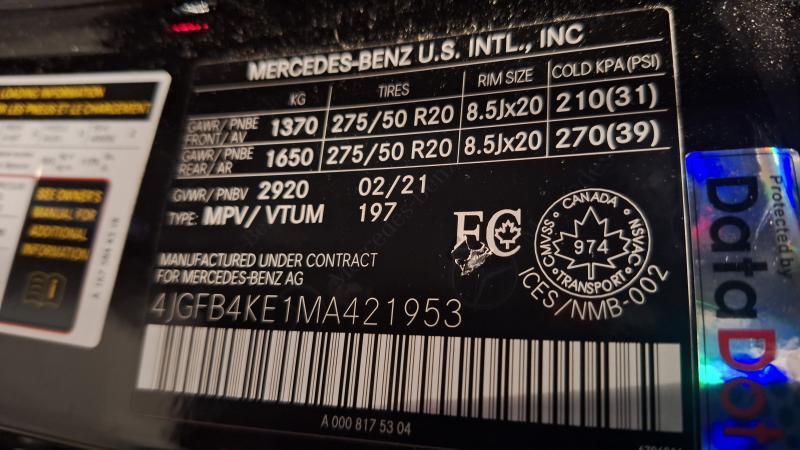 MERCEDES-BENZ U.S. INTL., INC
KG TIRES RIM SIZE COLD KPA(PSI)
GAWR/PNBE FRONT/AV 1370 275/50 R20 8.5Jx20 210(31)
GAWR/PNBE REAR/AR 1650 275/50 R20 8.5Jx20 270(39)
GVWR/PNBV 2920 02/21
TYPE: MPV/VTUM 197
MANUFACTURED UNDER CONTRACT
FOR MERCEDES-BENZ AG
4JGFB4KE1MA421953
A 000 817 53 04
CANADA
CMVSS NSVAC
974
TRANSPORT
ICES/NMB-002
LOADING INFORMATION
SEE OWNER'S
MANUAL FOR
ADDITIONAL
INFORMATION
Protected by
DataDot